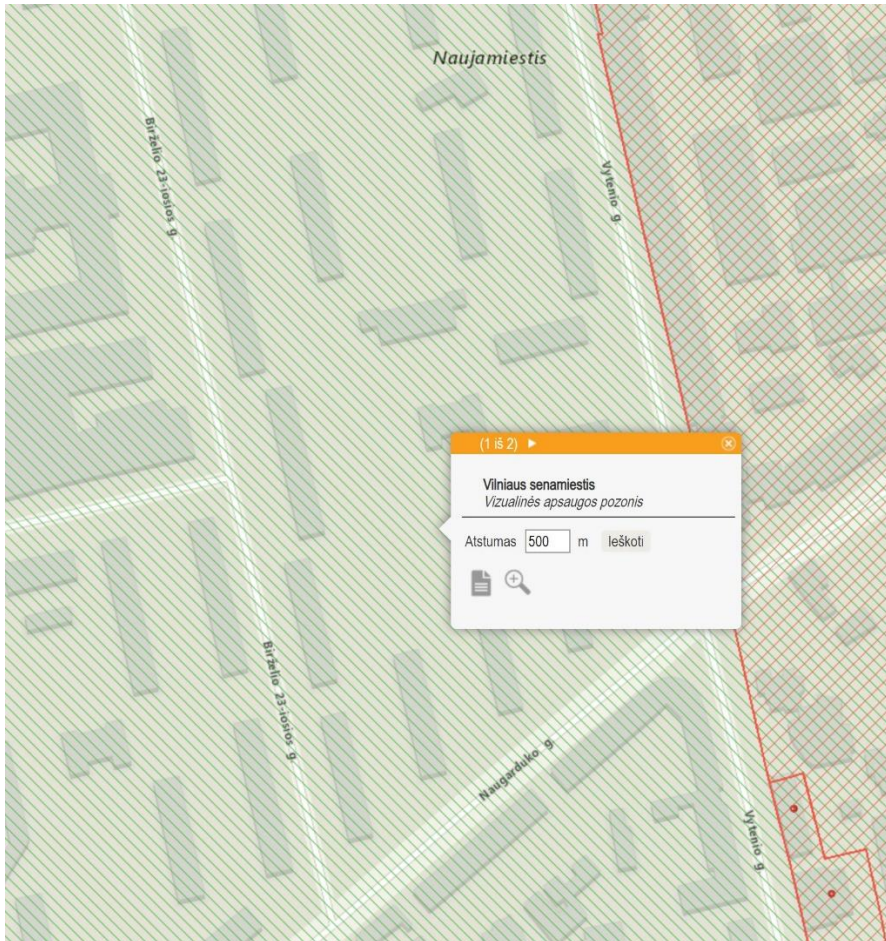 Naujamiestis
Birželio 23-iosios g.
Vytenio g.
(1 iš 2)
Vilniaus senamiestis
Vizualinės apsaugos pozonis
Atstumas 500 m Ieškoti
Birželio 23-iosios g.
Naugarduko g.
Vytenio g.